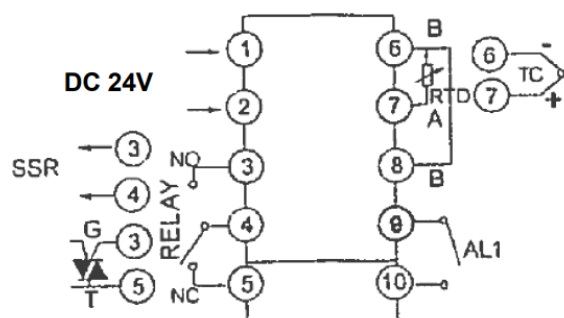 1 6 B 6 -
DC 24V TC
RTD 7 +
2 7 A
SSR 3 NO 3 8 B
4 RELAY 4 9 AL1
G 3
T 5 NC 5 10